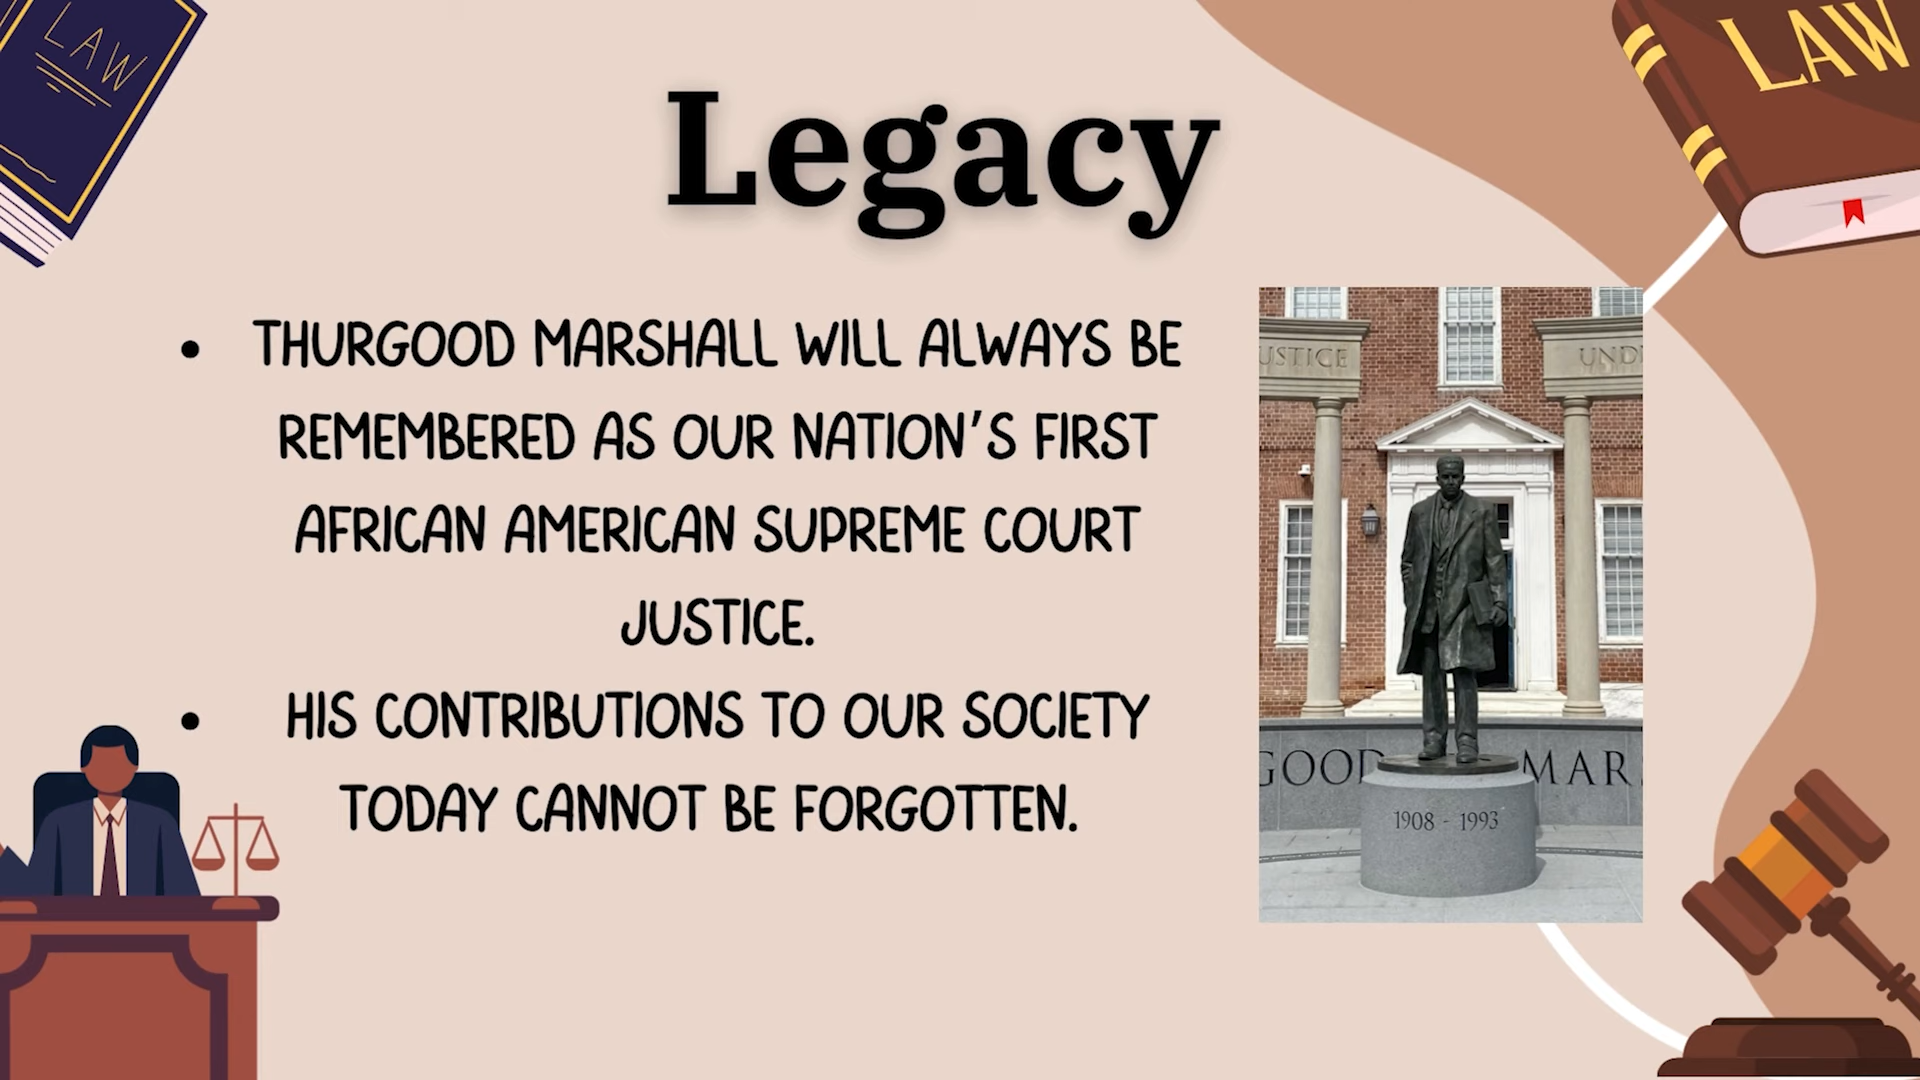 LAW
LAW
Legacy
• THURGOOD MARSHALL WILL ALWAYS BE
REMEMBERED AS OUR NATION'S FIRST
AFRICAN AMERICAN SUPREME COURT
JUSTICE.
• HIS CONTRIBUTIONS TO OUR SOCIETY
TODAY CANNOT BE FORGOTTEN.
USTICE UND
GOOD MAR
1908 - 1993